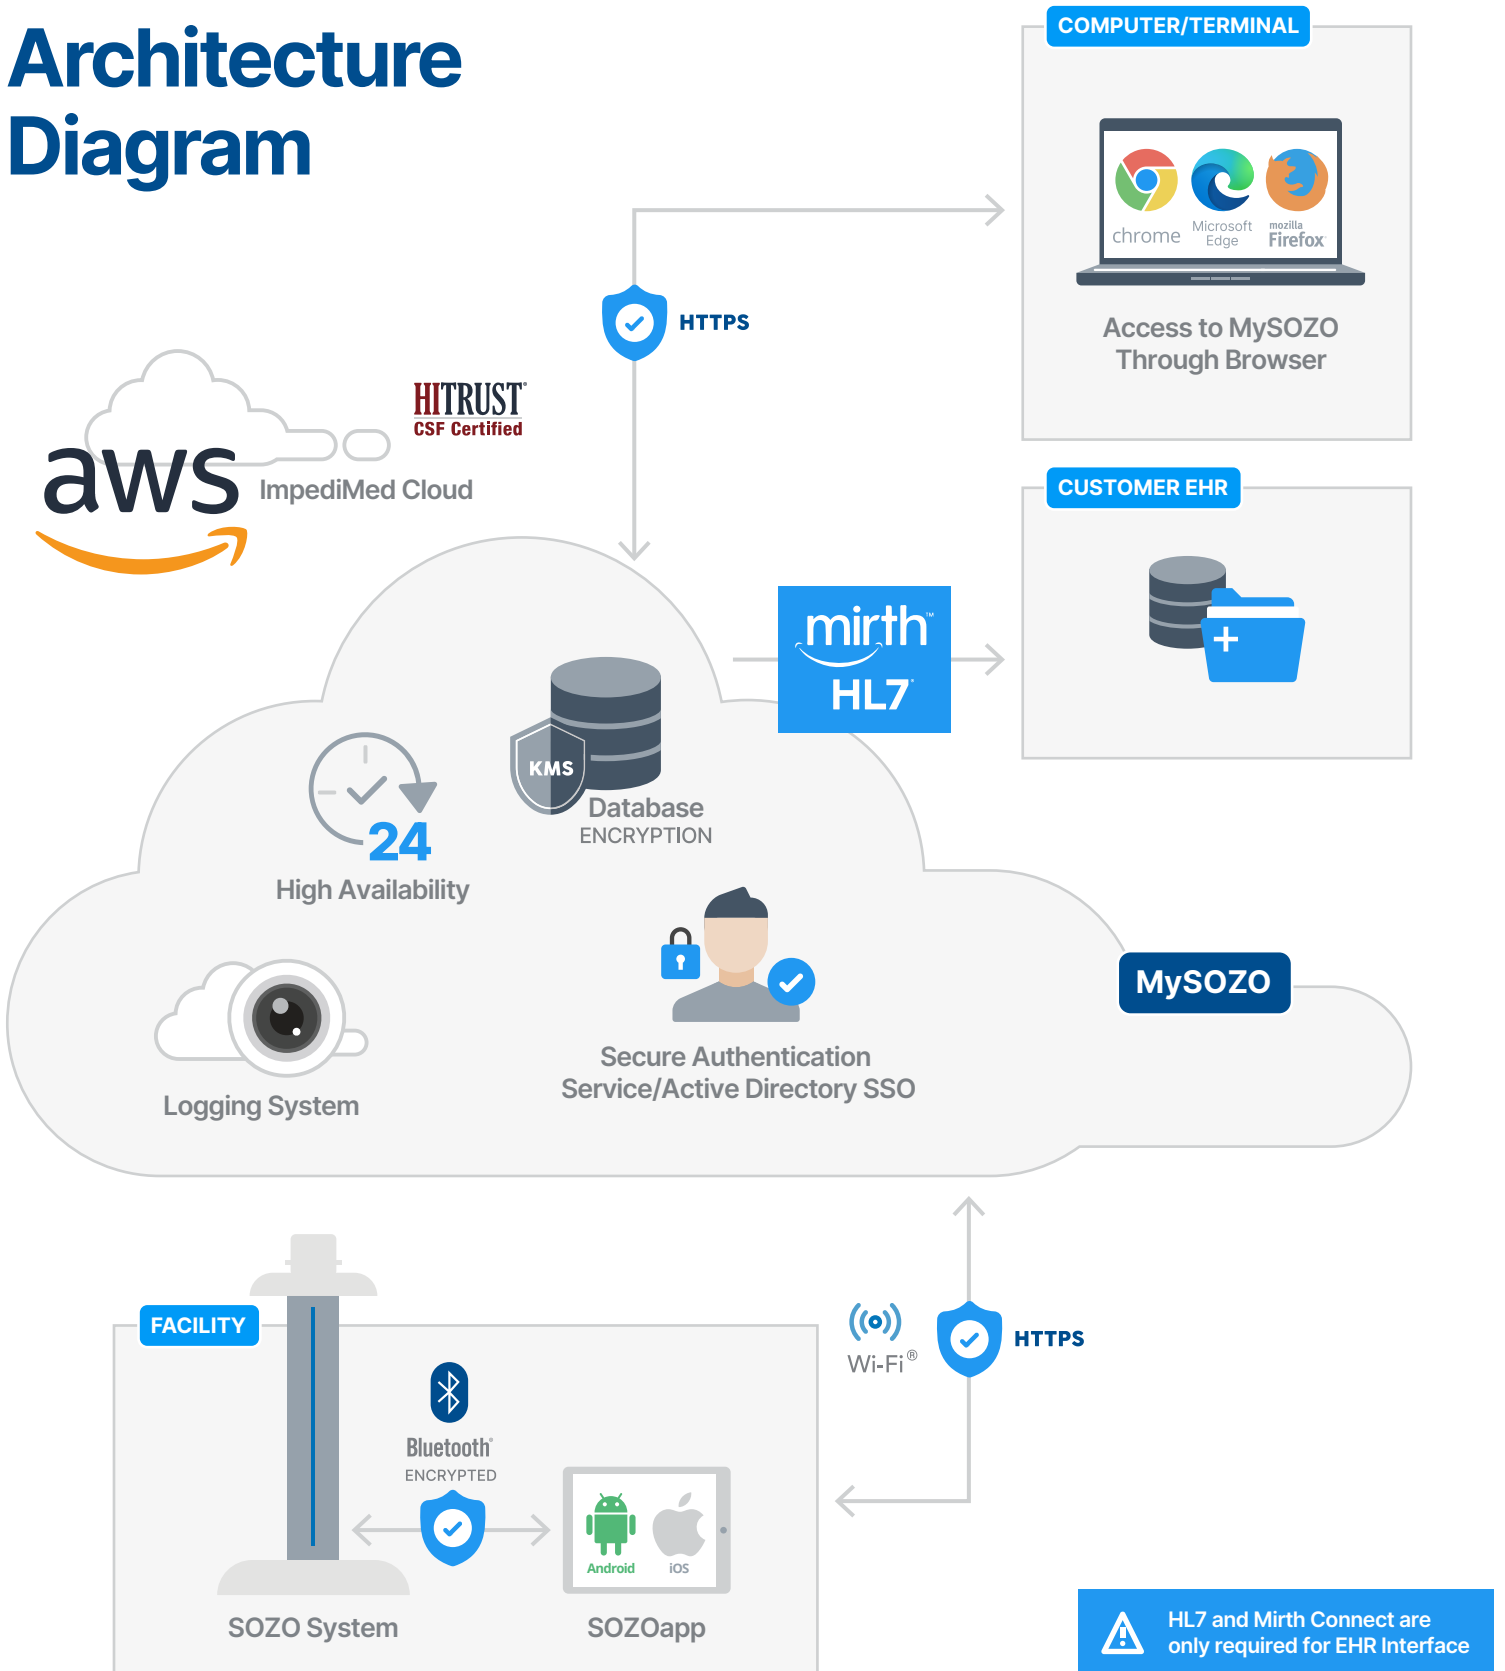 Architecture
Diagram
COMPUTER/TERMINAL
chrome
Microsoft
Edge
mozilla
Firefox
Access to MySOZO
Through Browser
HTTPS
HITRUST®
CSF Certified
aws
ImpediMed Cloud
CUSTOMER EHR
mirth™
HL7®
KMS
Database
ENCRYPTION
24
High Availability
Secure Authentication
Service/Active Directory SSO
MySOZO
Logging System
FACILITY
Wi-Fi®
HTTPS
Bluetooth®
ENCRYPTED
Android
iOS
SOZO System
SOZOapp
HL7 and Mirth Connect are
only required for EHR Interface